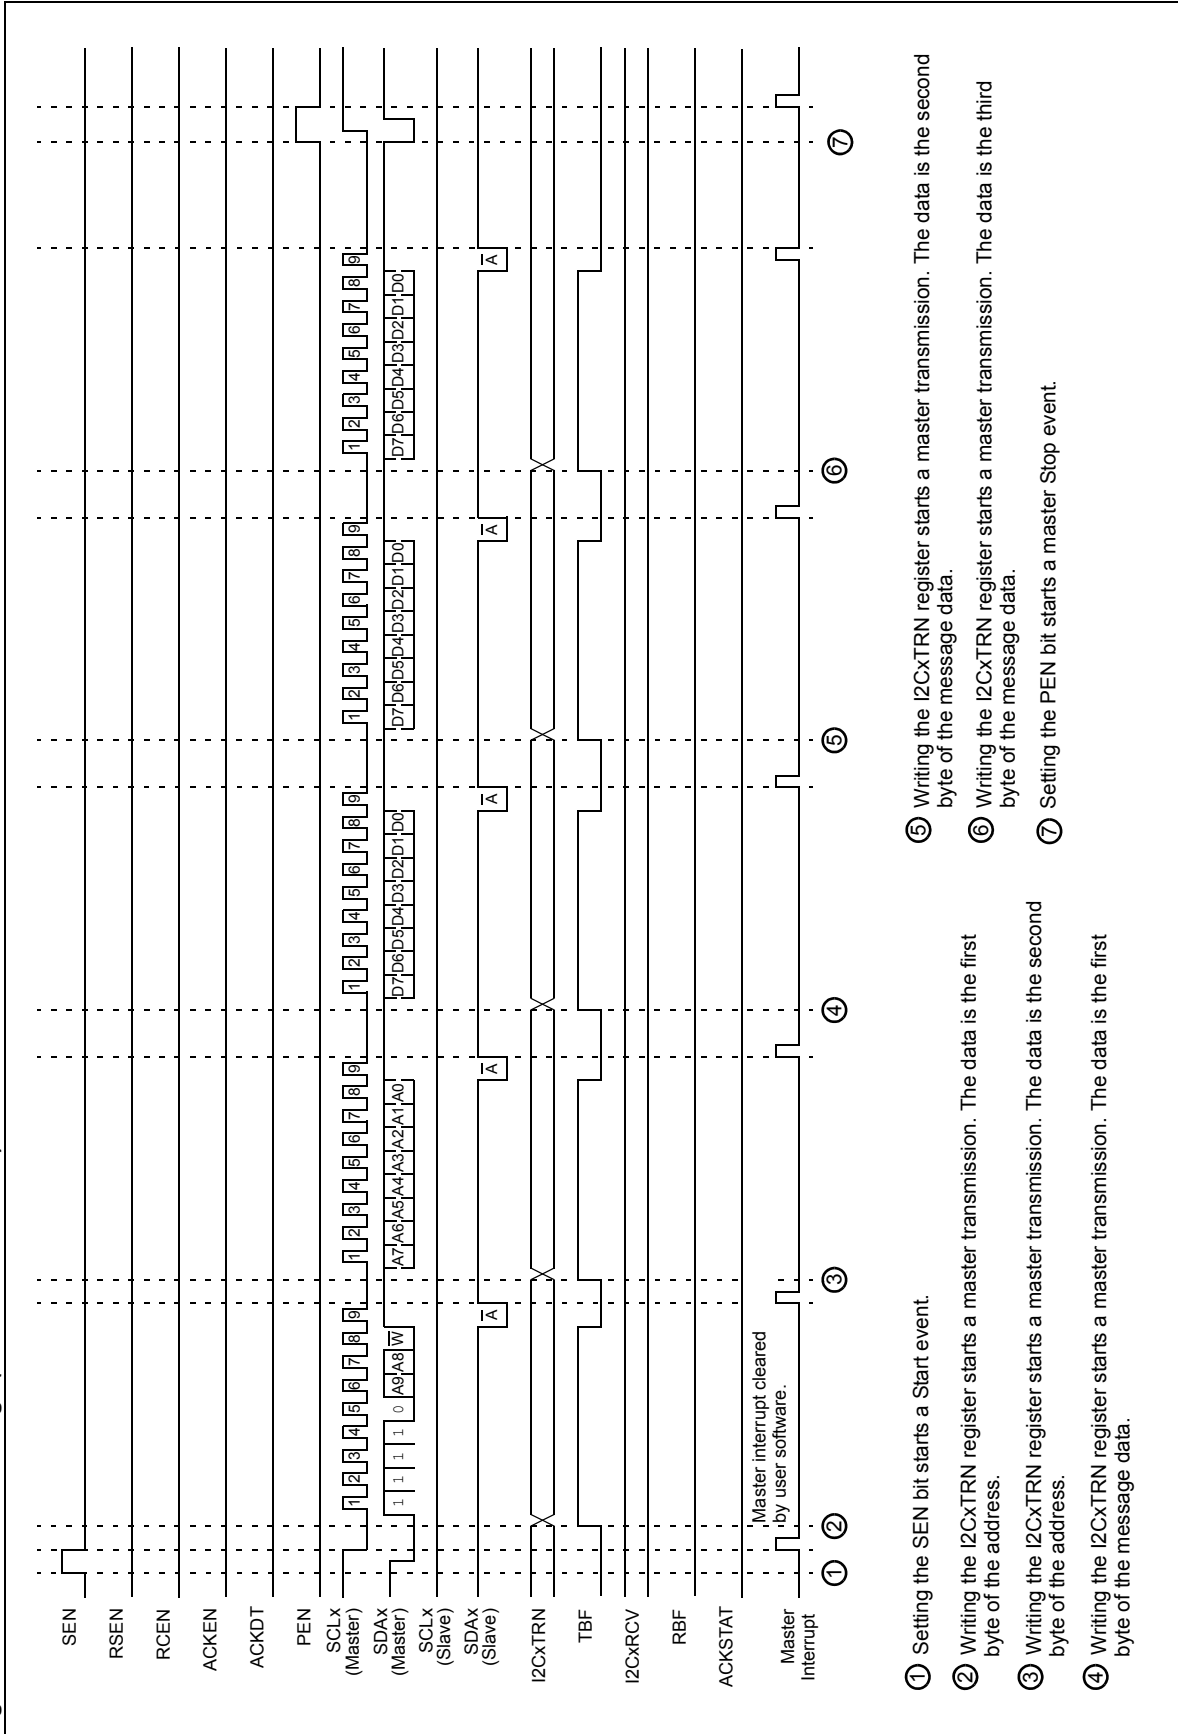 SEN
RSEN
RCEN
ACKEN
ACKDT
PEN
SCLx
(Master)
1 2 3 4 5 6 7 8 9 1 2 3 4 5 6 7 8 9 1 2 3 4 5 6 7 8 9 1 2 3 4 5 6 7 8 9 1 2 3 4 5 6 7 8 9
SDAx
(Master)
1 1 1 1 0 A9 A8 W̅ A7 A6 A5 A4 A3 A2 A1 A0 D7 D6 D5 D4 D3 D2 D1 D0 D7 D6 D5 D4 D3 D2 D1 D0 D7 D6 D5 D4 D3 D2 D1 D0
SCLx
(Slave)
SDAx
(Slave)
A̅ A̅ A̅ A̅ A̅
I2CxTRN
TBF
I2CxRCV
RBF
ACKSTAT
Master interrupt cleared
by user software.
Master
Interrupt
1 2 3 4 5 6 7
1 Setting the SEN bit starts a Start event.
2 Writing the I2CxTRN register starts a master transmission. The data is the first
byte of the address.
3 Writing the I2CxTRN register starts a master transmission. The data is the second
byte of the address.
4 Writing the I2CxTRN register starts a master transmission. The data is the first
byte of the message data.
5 Writing the I2CxTRN register starts a master transmission. The data is the second
byte of the message data.
6 Writing the I2CxTRN register starts a master transmission. The data is the third
byte of the message data.
7 Setting the PEN bit starts a master Stop event.